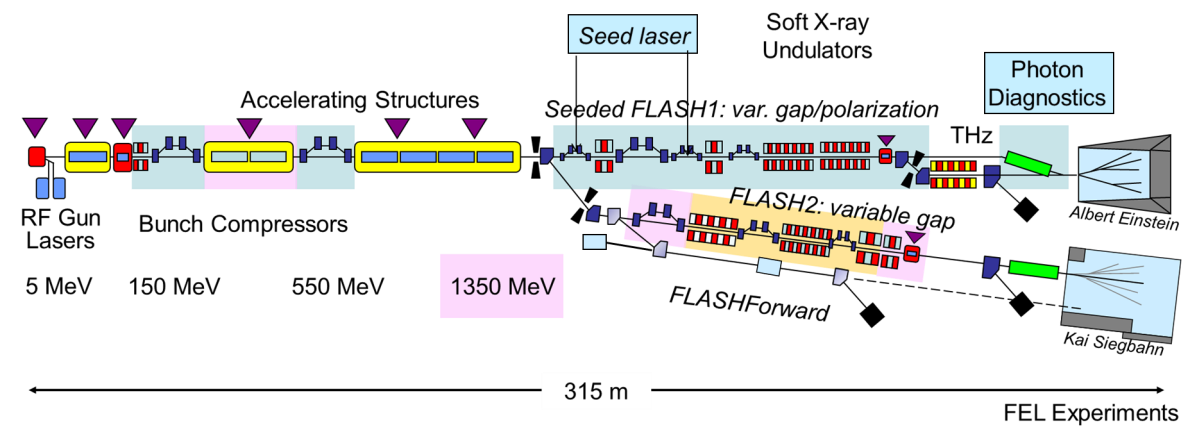 Seed laser
Soft X-ray
Undulators
Photon
Diagnostics
Accelerating Structures
Seeded FLASH1: var. gap/polarization
THz
RF Gun
Lasers
Bunch Compressors
FLASH2: variable gap
Albert Einstein
5 MeV
150 MeV
550 MeV
1350 MeV
FLASHForward
Kai Siegbahn
315 m
FEL Experiments